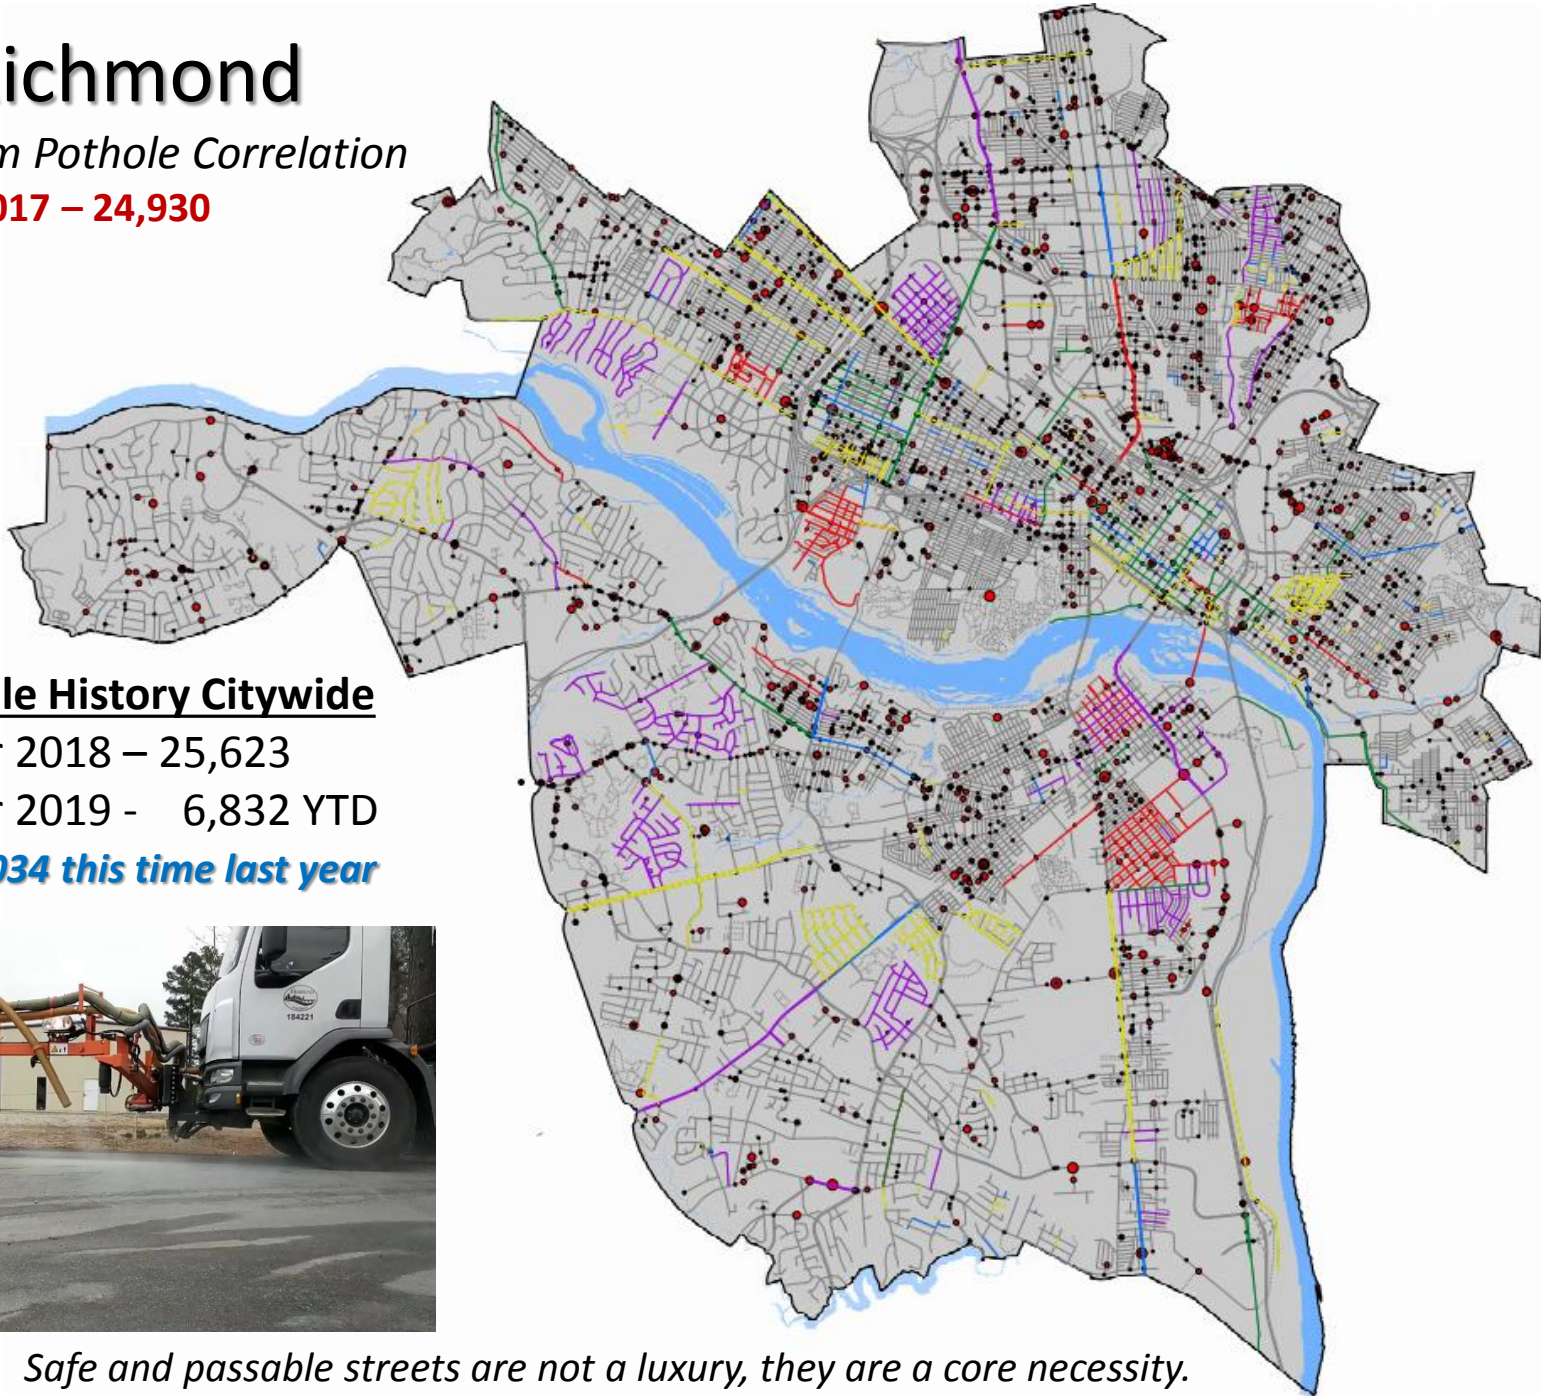 ichmond
m Pothole Correlation
017 – 24,930
le History Citywide
r 2018 – 25,623
r 2019 - 6,832 YTD
034 this time last year
184221
Safe and passable streets are not a luxury, they are a core necessity.